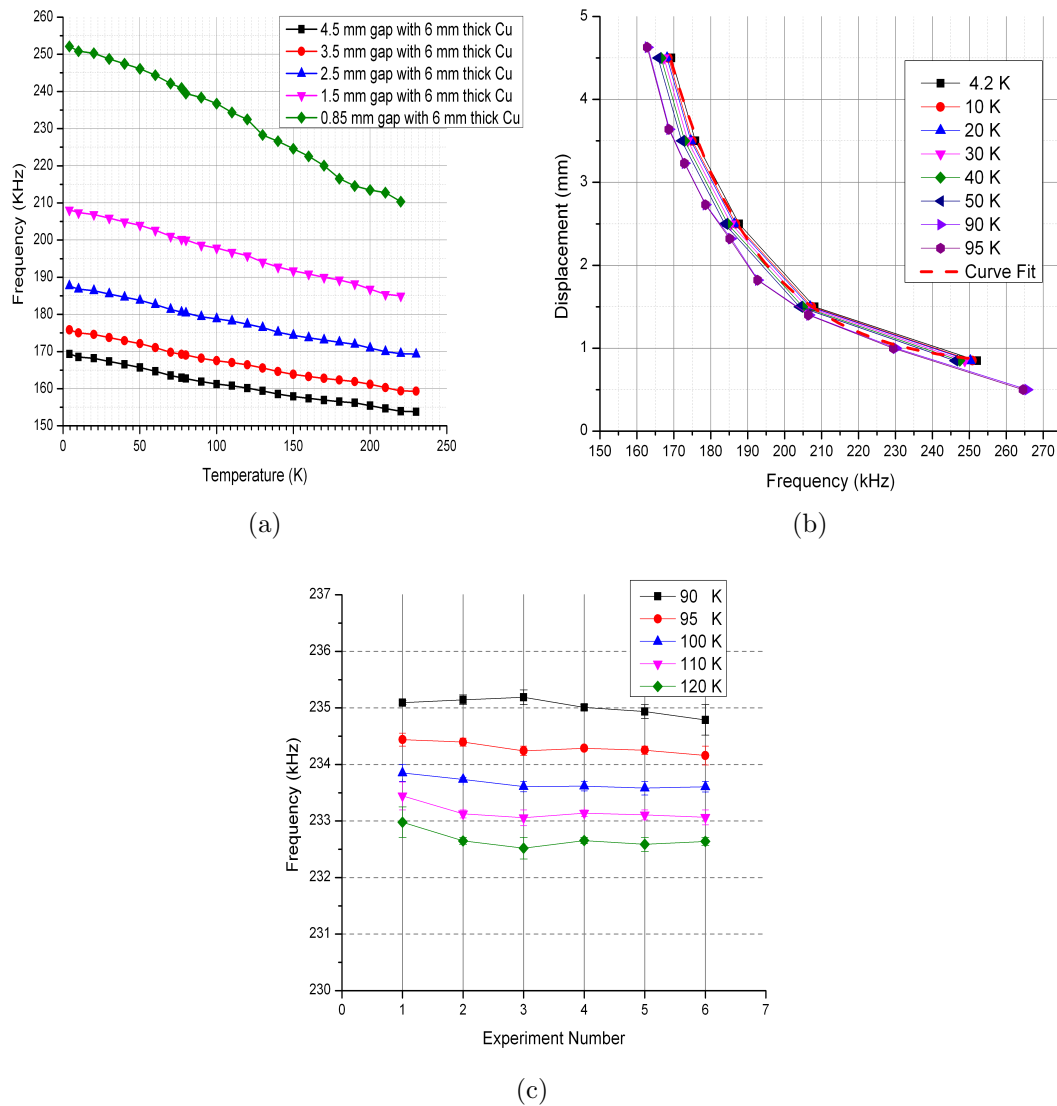 260
250
240
230
220
210
200
190
180
170
160
150
0
50
100
150
200
250
Frequency (KHz)
Temperature (K)
4.5 mm gap with 6 mm thick Cu
3.5 mm gap with 6 mm thick Cu
2.5 mm gap with 6 mm thick Cu
1.5 mm gap with 6 mm thick Cu
0.85 mm gap with 6 mm thick Cu
(a)
5
4
3
2
1
0
150 160 170 180 190 200 210 220 230 240 250 260 270
Displacement (mm)
Frequency (kHz)
4.2 K
10 K
20 K
30 K
40 K
50 K
90 K
95 K
Curve Fit
(b)
237
236
235
234
233
232
231
230
0 1 2 3 4 5 6 7
Frequency (kHz)
Experiment Number
90 K
95 K
100 K
110 K
120 K
(c)